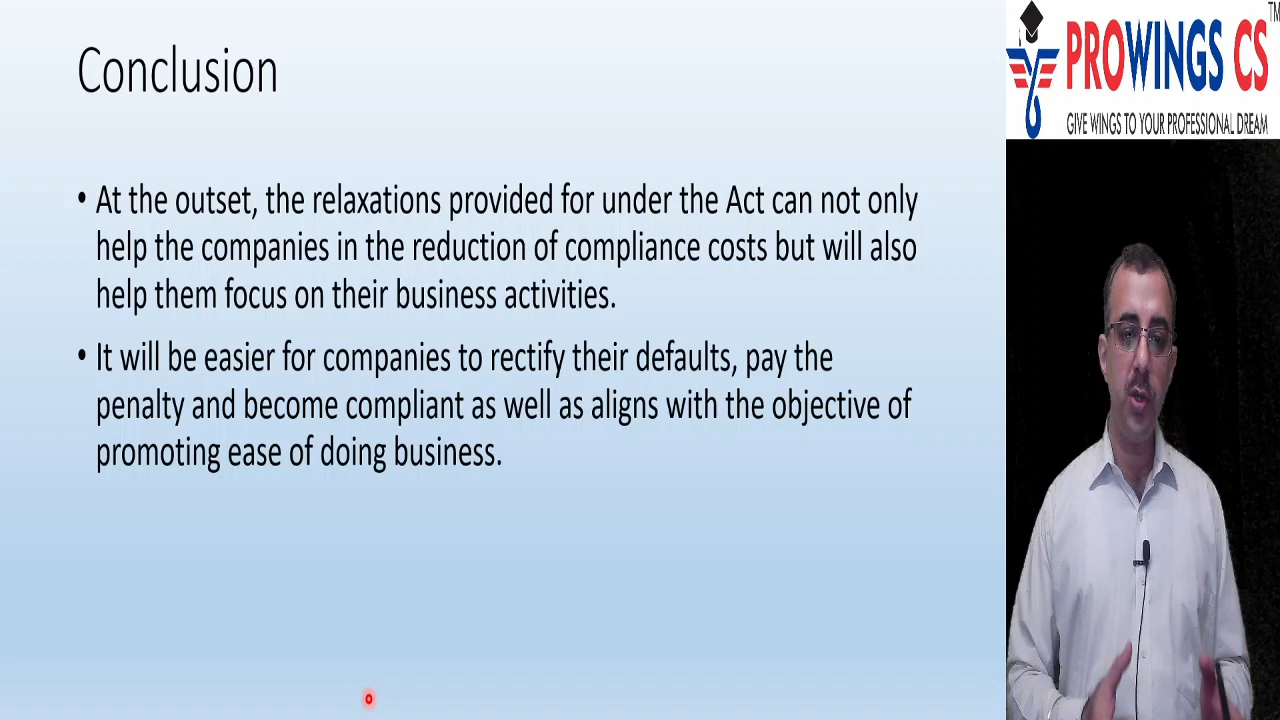 Conclusion
• At the outset, the relaxations provided for under the Act can not only
help the companies in the reduction of compliance costs but will also
help them focus on their business activities.
• It will be easier for companies to rectify their defaults, pay the
penalty and become compliant as well as aligns with the objective of
promoting ease of doing business.
TM
PROWINGS CS
GIVE WINGS TO YOUR PROFESSIONAL DREAM